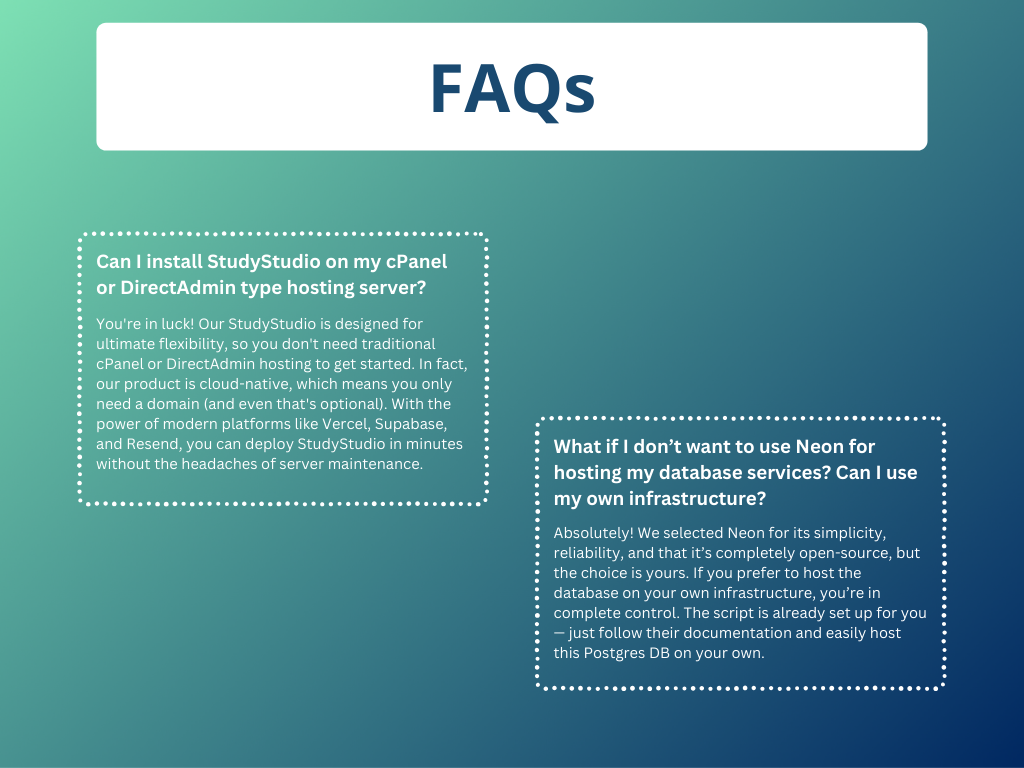 FAQs
Can I install StudyStudio on my cPanel
or DirectAdmin type hosting server?
You're in luck! Our StudyStudio is designed for
ultimate flexibility, so you don't need traditional
cPanel or DirectAdmin hosting to get started. In fact,
our product is cloud-native, which means you only
need a domain (and even that's optional). With the
power of modern platforms like Vercel, Supabase,
and Resend, you can deploy StudyStudio in minutes
without the headaches of server maintenance.
What if I don’t want to use Neon for
hosting my database services? Can I use
my own infrastructure?
Absolutely! We selected Neon for its simplicity,
reliability, and that it’s completely open-source, but
the choice is yours. If you prefer to host the
database on your own infrastructure, you’re in
complete control. The script is already set up for you
— just follow their documentation and easily host
this Postgres DB on your own.